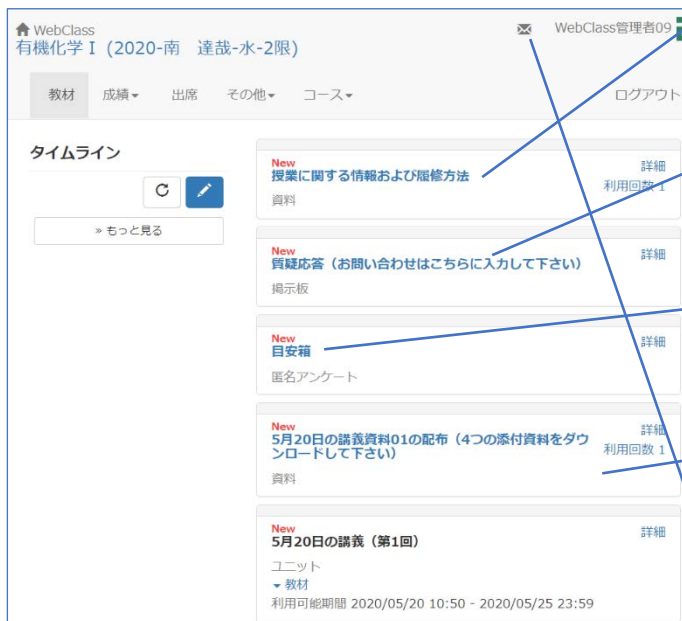 WebClass
WebClass管理者09
有機化学Ⅰ (2020-南 達哉-水-2限)
教材 成績 出席 その他 コース ログアウト
タイムライン
» もっと見る
New
授業に関する情報および履修方法
詳細
利用回数 1
資料
New
質疑応答（お問い合わせはこちらに入力して下さい）
詳細
掲示板
New
目安箱
詳細
匿名アンケート
New
5月20日の講義資料01の配布（4つの添付資料をダウ
ンロードして下さい）
詳細
利用回数 1
資料
New
5月20日の講義（第1回）
詳細
ユニット
教材
利用可能期間 2020/05/20 10:50 - 2020/05/25 23:59